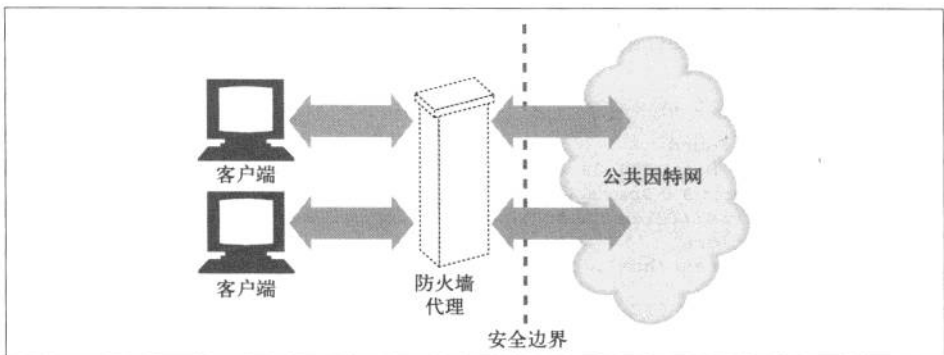 客户端
公共因特网
客户端
防火墙
代理
安全边界